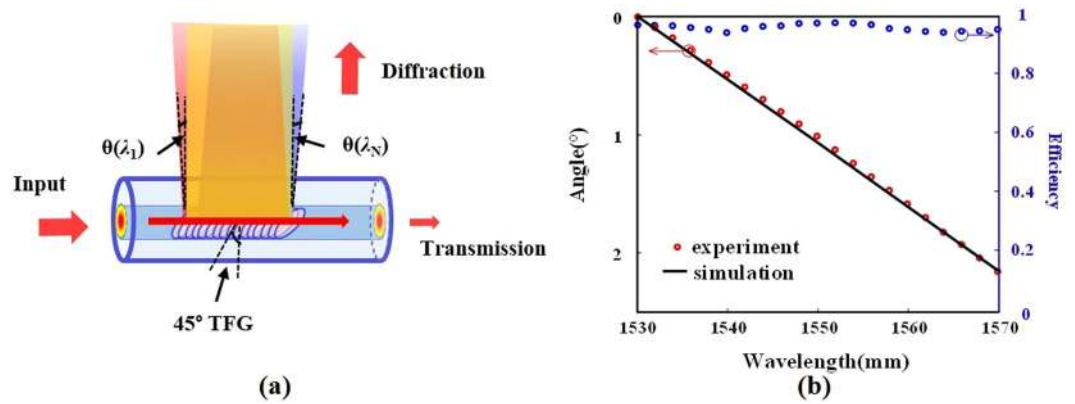 Diffraction
θ(λ1)
θ(λN)
Input
Transmission
45° TFG
(a)
0
1
2
Angle(°)
1530
1540
1550
1560
1570
Wavelength(mm)
experiment
simulation
1
0.8
0.6
0.4
0.2
0
Efficiency
(b)